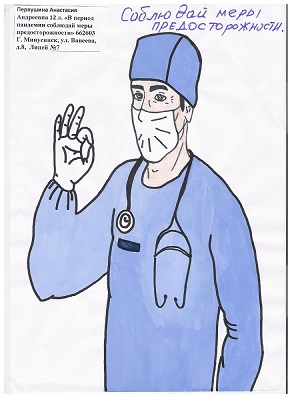 Первушина Анастасия
Андреевна 12 л. «В период
пандемии соблюдай меры
предосторожности» 662603
Г. Минусинск, ул. Ванеева,
д.8, Лицей №7
Соблюдай меры
предосторожности.